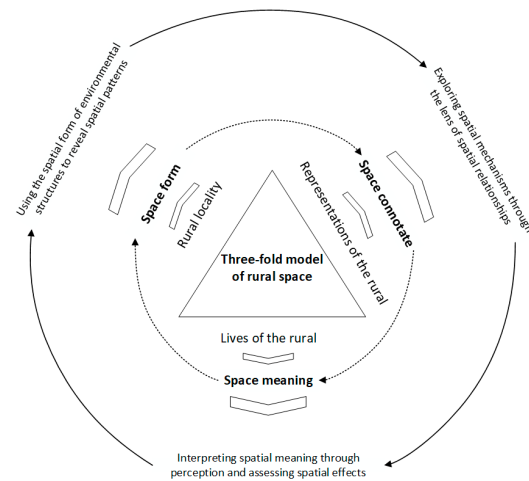 Using the spatial form of environmental
structures to reveal spatial patterns
Space form
Rural locality
Exploring spatial mechanisms through
the lens of spatial relationships
Space connotate
Representations of the rural
Three-fold model
of rural space
Lives of the rural
Space meaning
Interpreting spatial meaning through
perception and assessing spatial effects